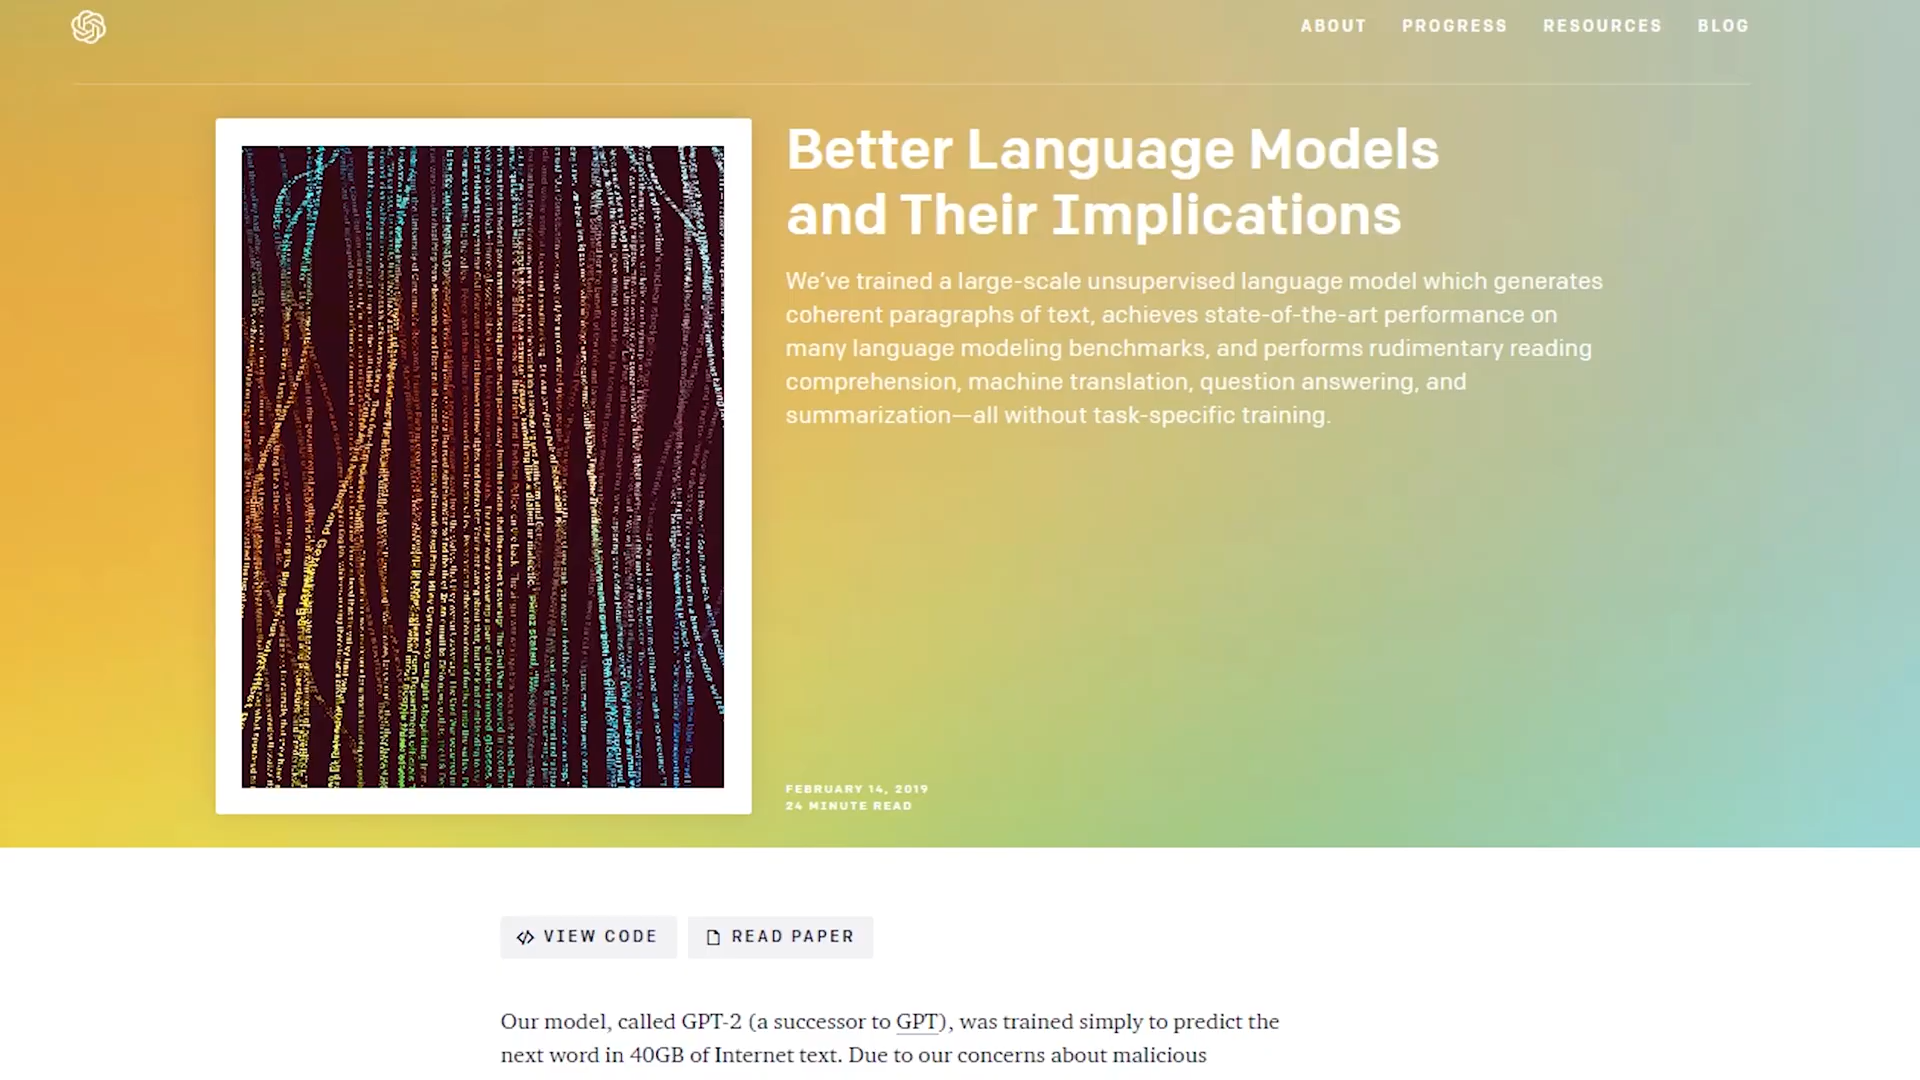 ABOUT PROGRESS RESOURCES BLOG
Better Language Models
and Their Implications
We’ve trained a large-scale unsupervised language model which generates
coherent paragraphs of text, achieves state-of-the-art performance on
many language modeling benchmarks, and performs rudimentary reading
comprehension, machine translation, question answering, and
summarization—all without task-specific training.
FEBRUARY 14, 2019
24 MINUTE READ
VIEW CODE READ PAPER
Our model, called GPT-2 (a successor to GPT), was trained simply to predict the
next word in 40GB of Internet text. Due to our concerns about malicious